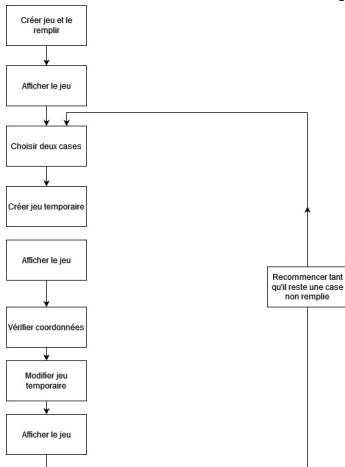 Créer jeu et le
remplir
Afficher le jeu
Choisir deux cases
Créer jeu temporaire
Afficher le jeu
Recommencer tant
qu'il reste une case
non remplie
Vérifier coordonnées
Modifier jeu
temporaire
Afficher le jeu